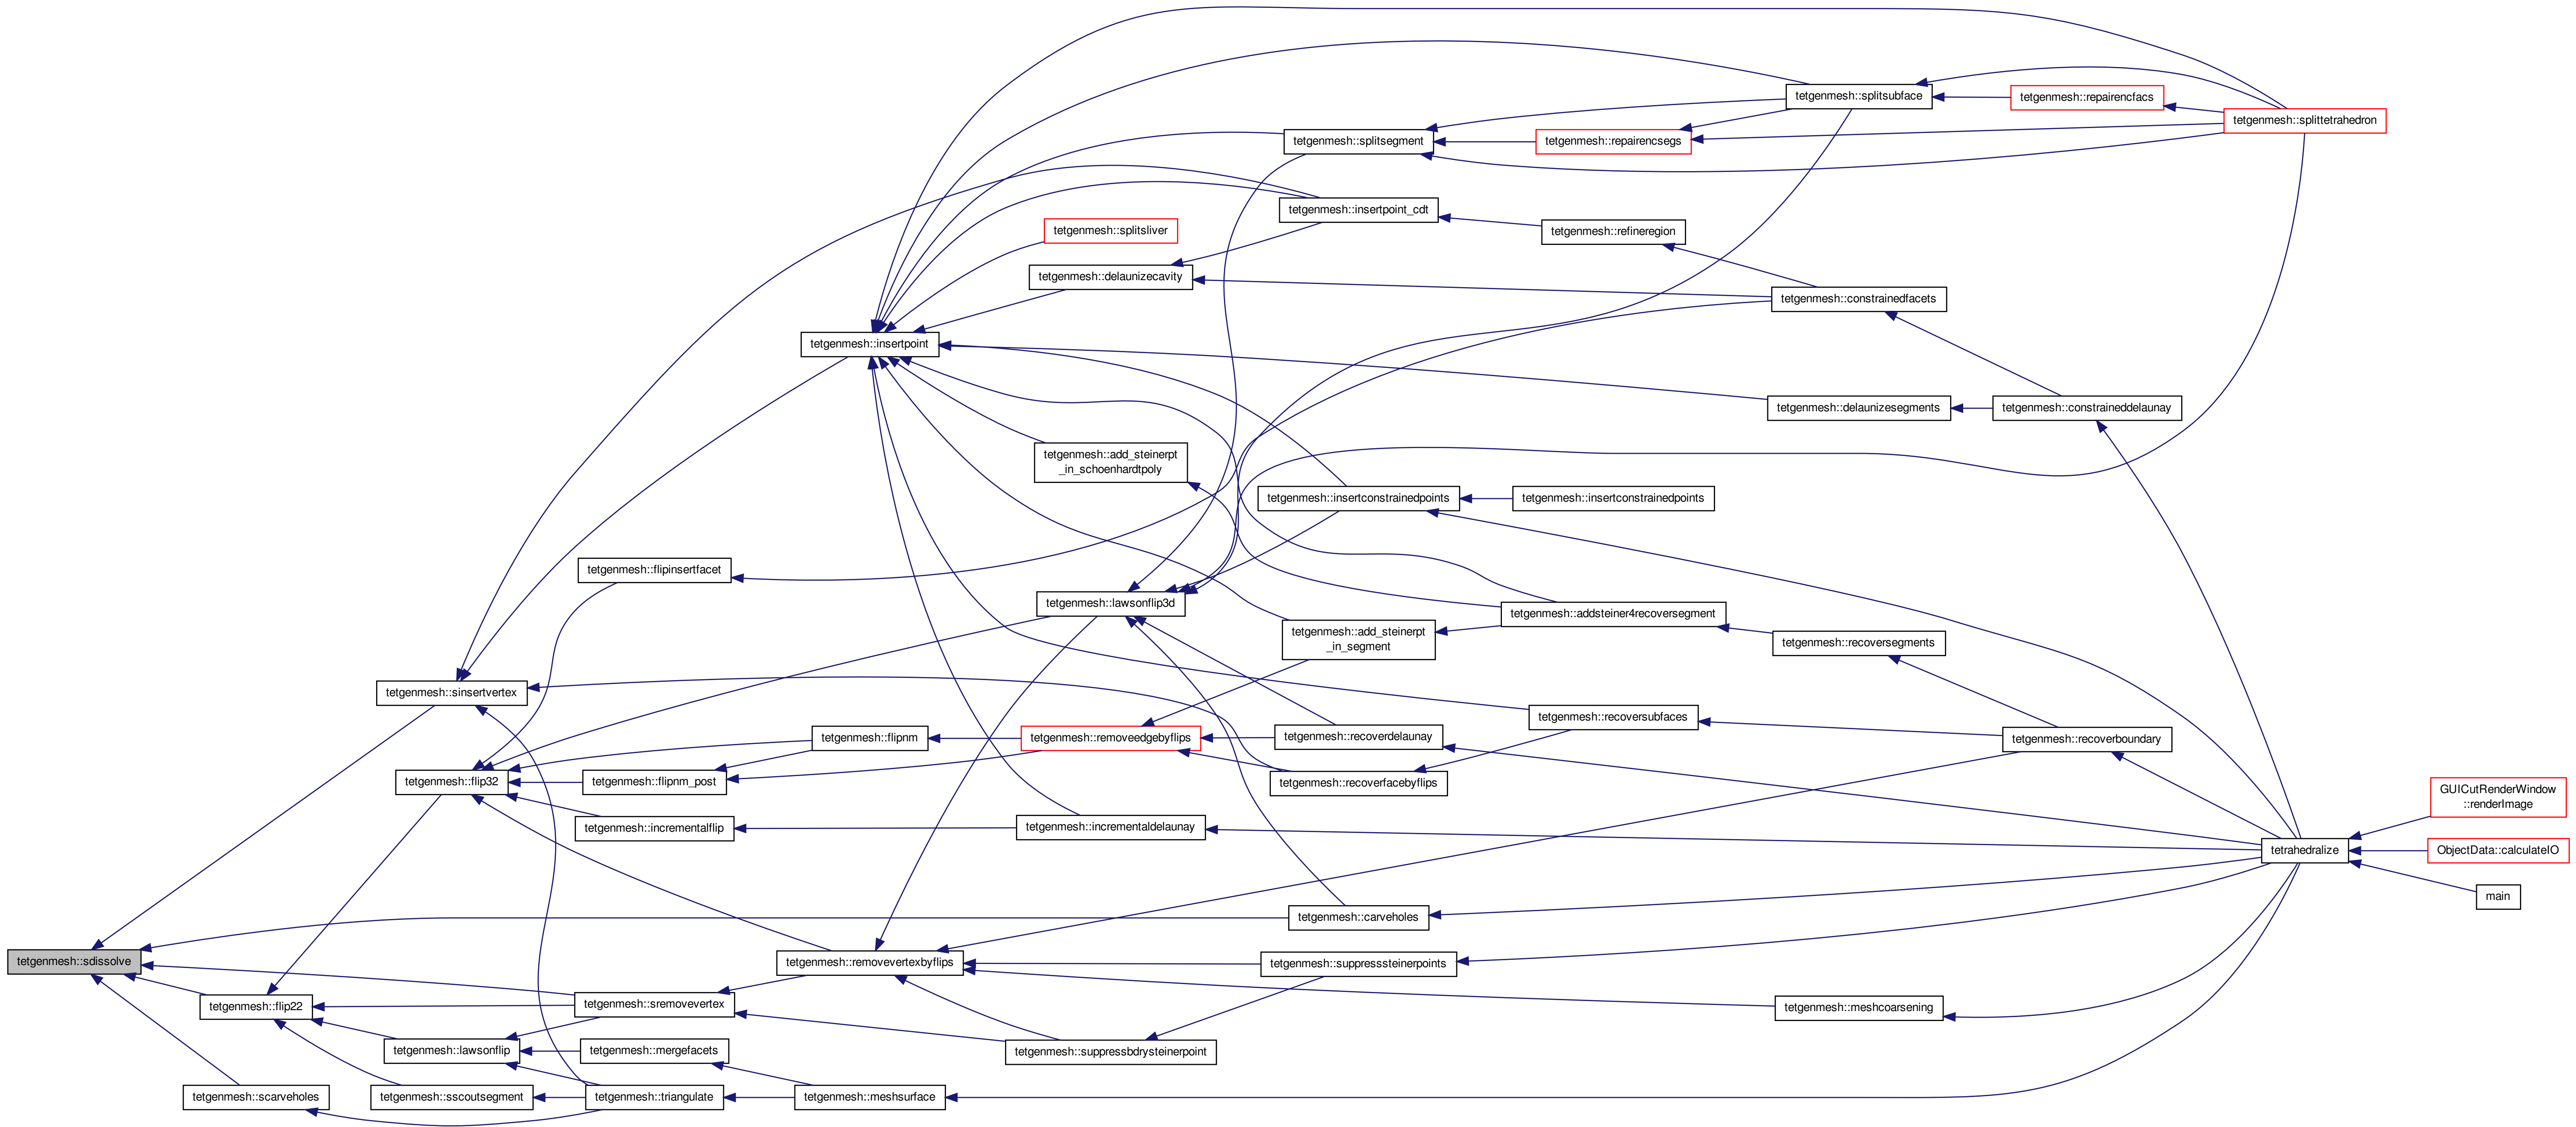 tetgenmesh::splitsubface
tetgenmesh::repairencfacs
tetgenmesh::splittetrahedron
tetgenmesh::splitsegment
tetgenmesh::repairencsegs
tetgenmesh::insertpoint_cdt
tetgenmesh::splitsliver
tetgenmesh::refineregion
tetgenmesh::delaunizecavity
tetgenmesh::constrainedfacets
tetgenmesh::insertpoint
tetgenmesh::delaunizesegments
tetgenmesh::constraineddelaunay
tetgenmesh::add_steinerpt
_in_schoenhardtpoly
tetgenmesh::insertconstrainedpoints
tetgenmesh::insertconstrainedpoints
tetgenmesh::flipinsertfacet
tetgenmesh::lawsonflip3d
tetgenmesh::addsteiner4recoversegment
tetgenmesh::add_steinerpt
_in_segment
tetgenmesh::recoversegments
tetgenmesh::sinsertvertex
tetgenmesh::recoversubfaces
tetgenmesh::flipnm
tetgenmesh::removeedgebyflips
tetgenmesh::recoverdelaunay
tetgenmesh::recoverboundary
tetgenmesh::flip32
tetgenmesh::flipnm_post
tetgenmesh::recoverfacebyflips
GUICutRenderWindow
::renderImage
tetgenmesh::incrementalflip
tetgenmesh::incrementaldelaunay
tetrahedralize
ObjectData::calculateIO
main
tetgenmesh::carveholes
tetgenmesh::sdissolve
tetgenmesh::removevertexbyflips
tetgenmesh::suppresssteinerpoints
tetgenmesh::flip22
tetgenmesh::sremovevertex
tetgenmesh::meshcoarsening
tetgenmesh::lawsonflip
tetgenmesh::mergefacets
tetgenmesh::suppressbdrysteinerpoint
tetgenmesh::scarveholes
tetgenmesh::sscoutsegment
tetgenmesh::triangulate
tetgenmesh::meshsurface